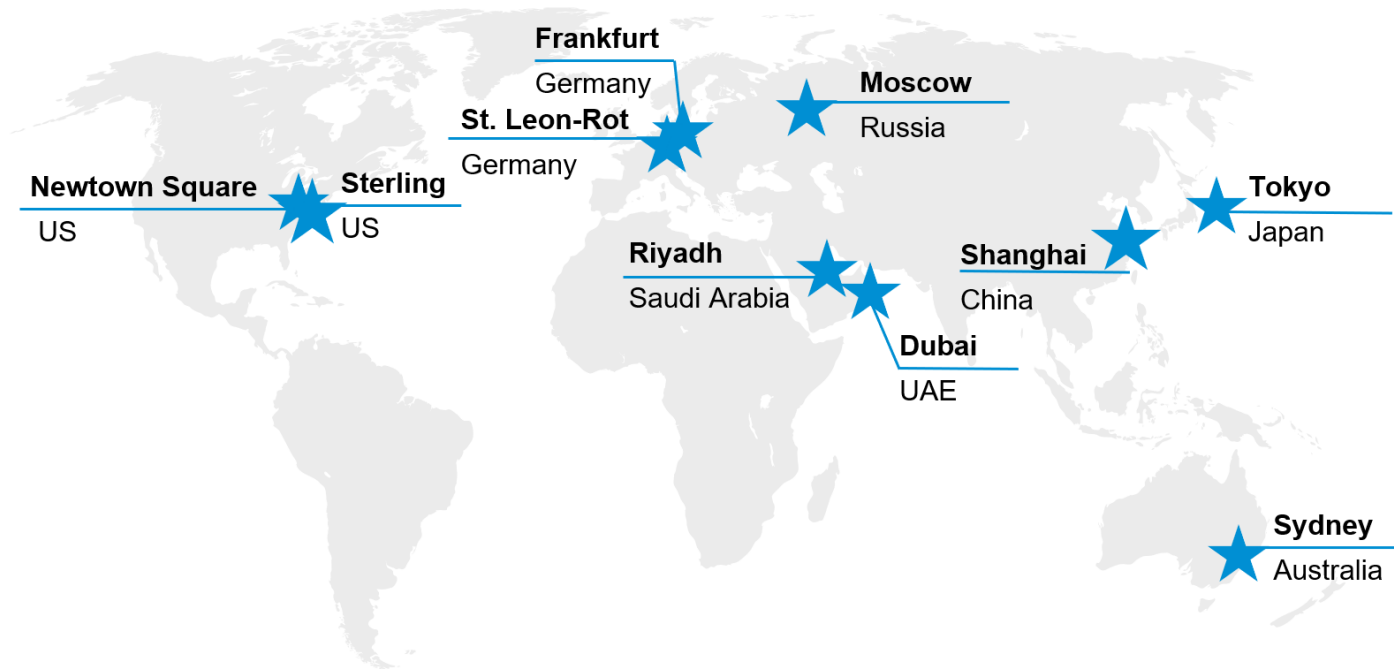 Frankfurt
Germany
Moscow
Russia
St. Leon-Rot
Germany
Newtown Square
US
Sterling
US
Tokyo
Japan
Riyadh
Saudi Arabia
Shanghai
China
Dubai
UAE
Sydney
Australia